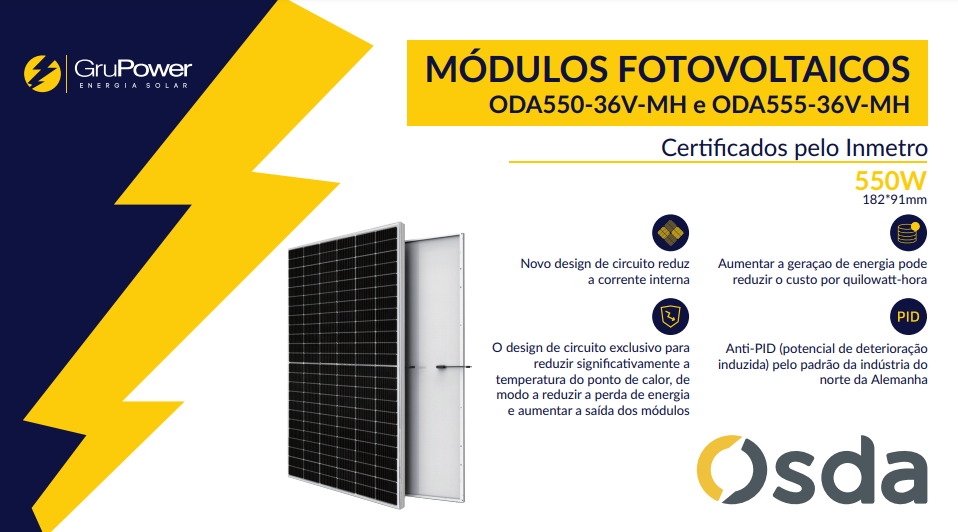 GruPower
ENERGIA SOLAR
MÓDULOS FOTOVOLTAICOS
ODA550-36V-MH e ODA555-36V-MH
Certificados pelo Inmetro
550W
182*91mm
Novo design de circuito reduz
a corrente interna
Aumentar a geraçao de energia pode
reduzir o custo por quilowatt-hora
O design de circuito exclusivo para
reduzir significativamente a
temperatura do ponto de calor, de
modo a reduzir a perda de energia
e aumentar a saída dos módulos
PID
Anti-PID (potencial de deterioração
induzida) pelo padrão da indústria do
norte da Alemanha
Osda